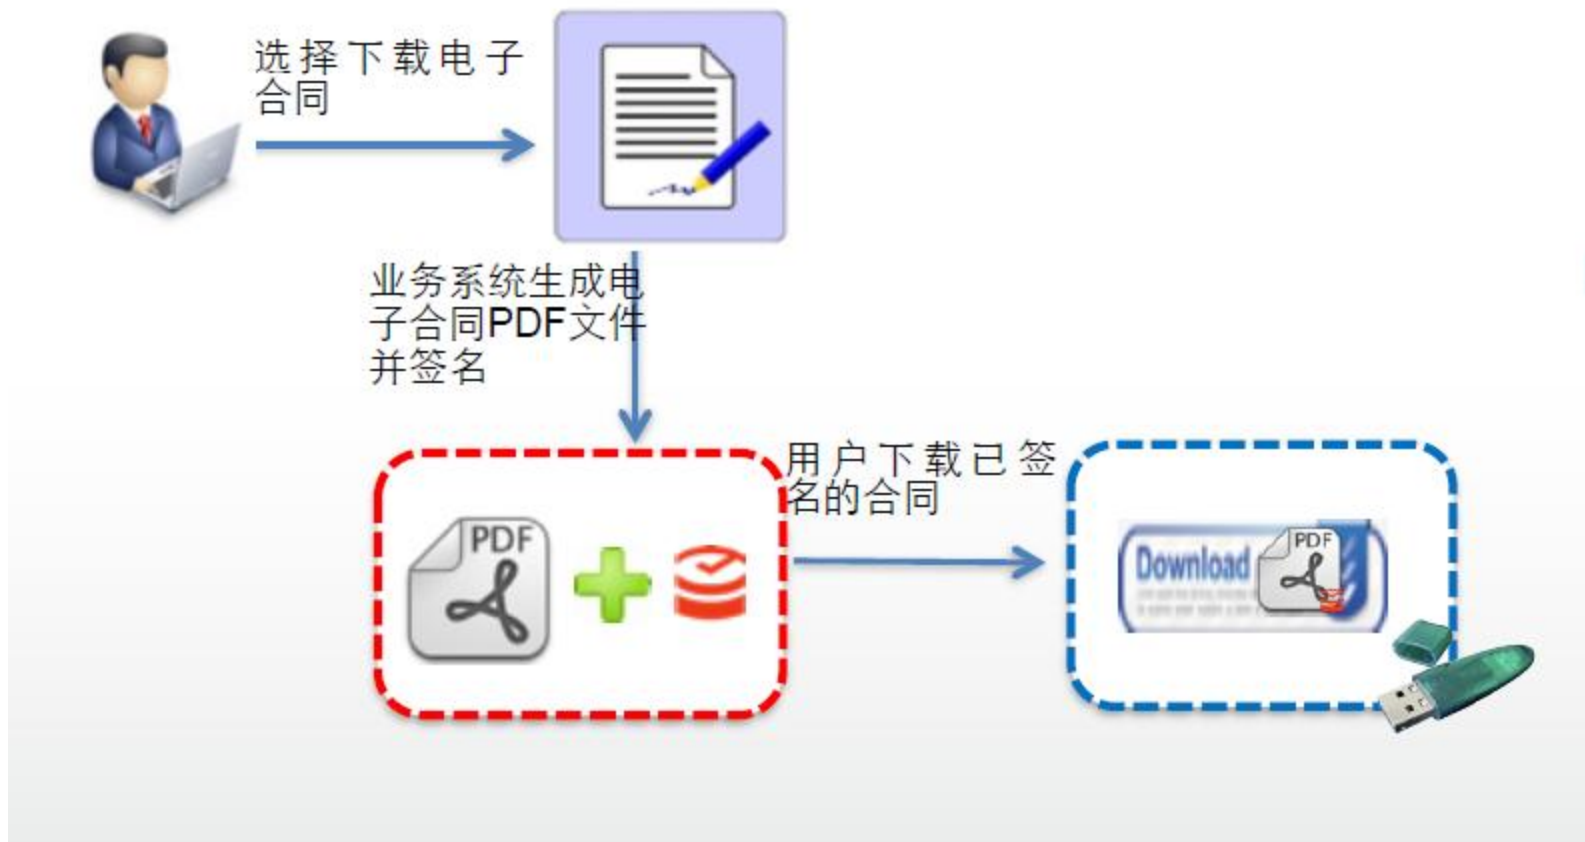 选择下载电子
合同
业务系统生成电
子合同PDF文件
并签名
用户下载已签
名的合同
PDF
Download
PDF